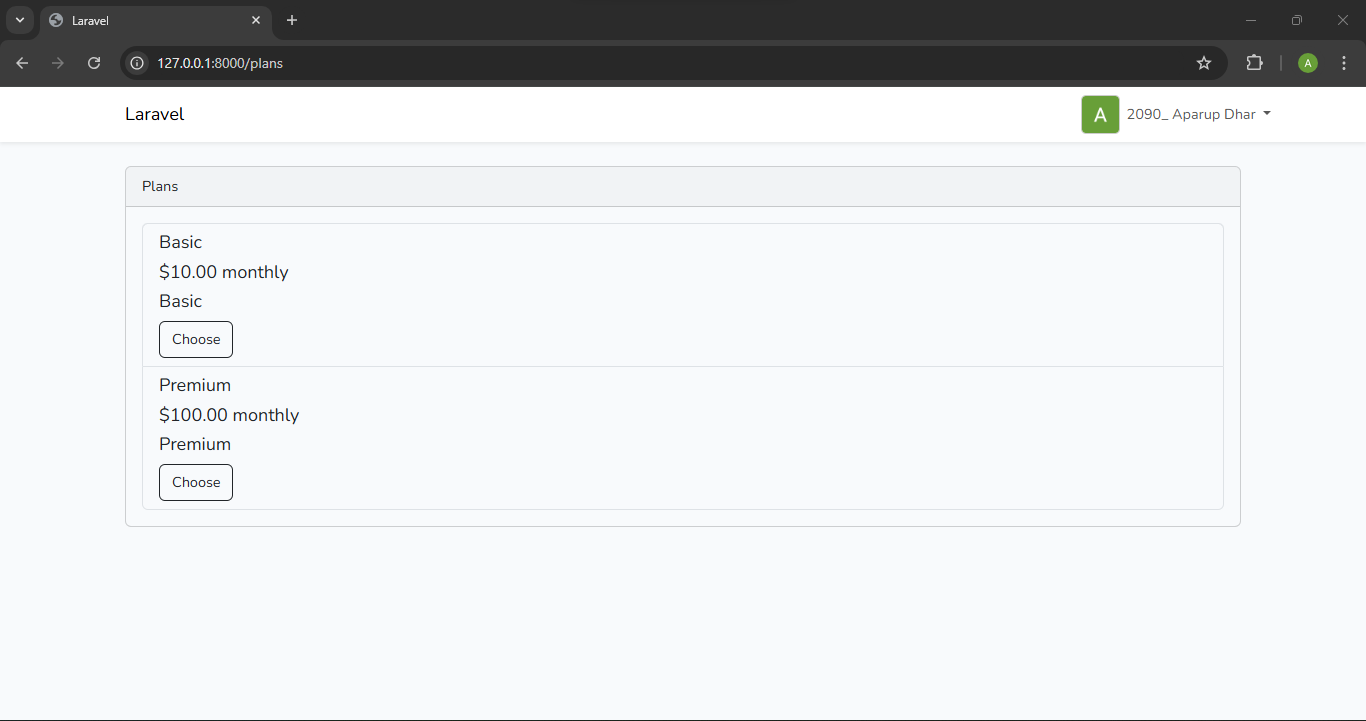 Laravel
127.0.0.1:8000/plans
A
Laravel
A 2090_ Aparup Dhar
Plans
Basic
$10.00 monthly
Basic
Choose
Premium
$100.00 monthly
Premium
Choose